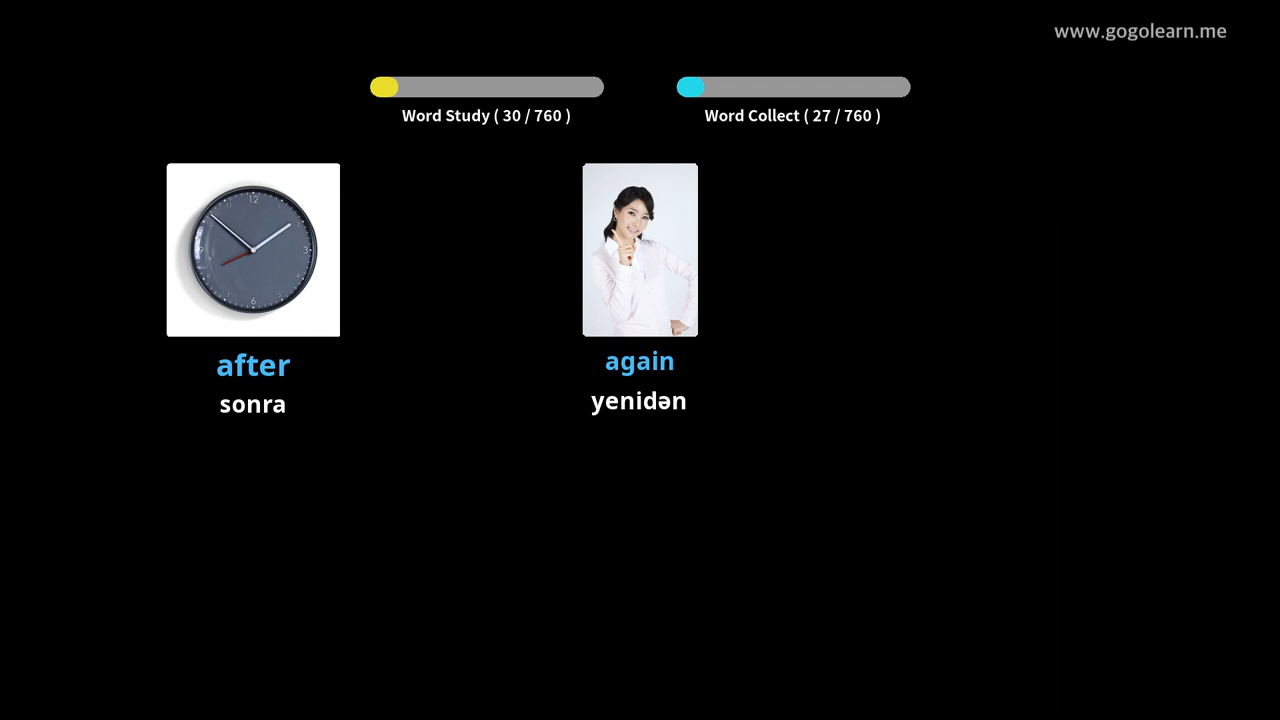 www.gogolearn.me
Word Study ( 30 / 760 )
Word Collect ( 27 / 760 )
after
sonra
again
yenidən